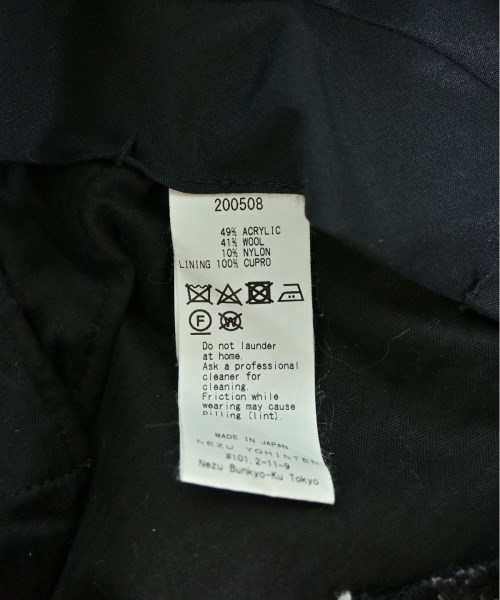 200508
49% ACRYLIC
41% WOOL
10% NYLON
LINING 100% CUPRO
F W
Do not launder
at home.
Ask a professional
cleaner for
cleaning.
Friction while
wearing may cause
pilling (lint).
MADE IN JAPAN
NEZU YOHINTEN
#101,2-11-9
Nezu Bunkyo-Ku Tokyo